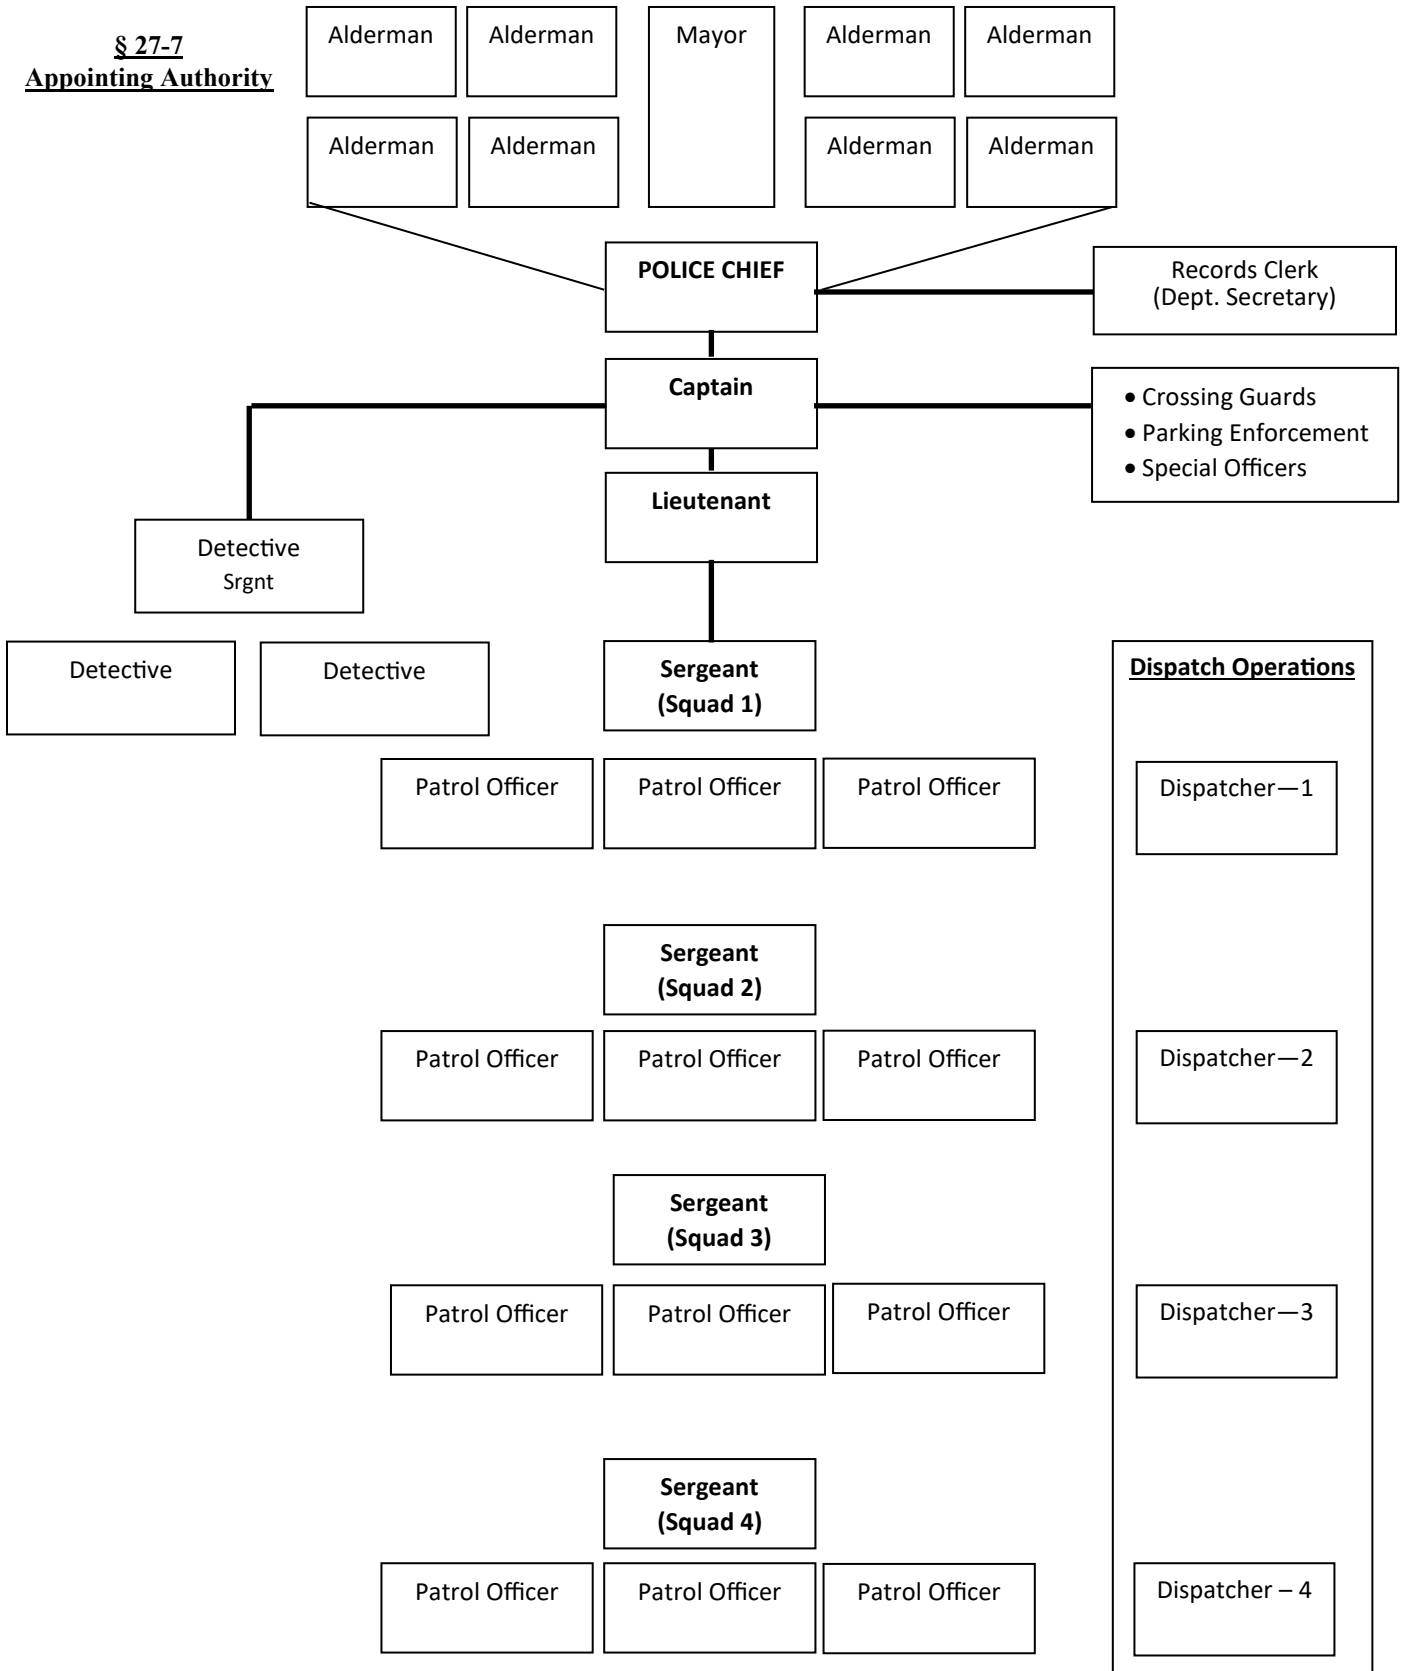 § 27-7
Appointing Authority
Alderman
Alderman
Mayor
Alderman
Alderman
Alderman
Alderman
Alderman
Alderman
POLICE CHIEF
Records Clerk
(Dept. Secretary)
Captain
• Crossing Guards
• Parking Enforcement
• Special Officers
Lieutenant
Detective
Srgnt
Detective
Detective
Sergeant
(Squad 1)
Dispatch Operations
Patrol Officer
Patrol Officer
Patrol Officer
Dispatcher—1
Sergeant
(Squad 2)
Patrol Officer
Patrol Officer
Patrol Officer
Dispatcher—2
Sergeant
(Squad 3)
Patrol Officer
Patrol Officer
Patrol Officer
Dispatcher—3
Sergeant
(Squad 4)
Patrol Officer
Patrol Officer
Patrol Officer
Dispatcher – 4